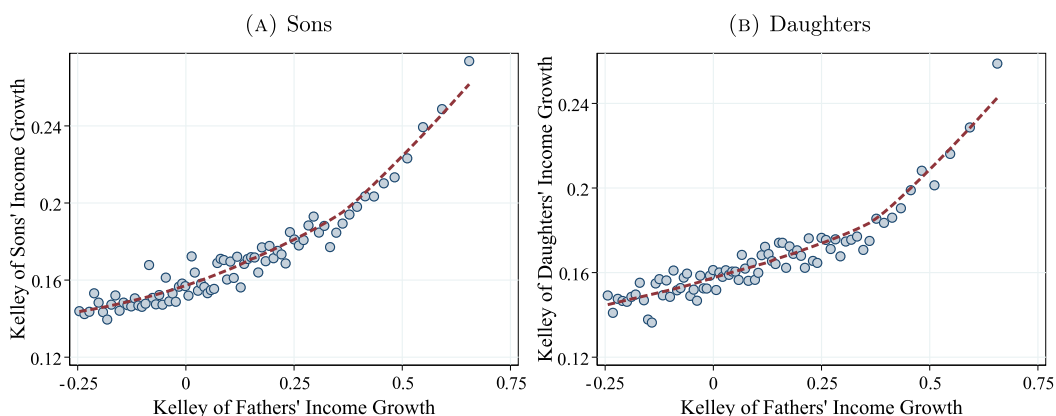 (A) Sons
Kelley of Sons' Income Growth
0.24
0.2
0.16
0.12
-0.25 0 0.25 0.5 0.75
Kelley of Fathers' Income Growth
(B) Daughters
Kelley of Daughters' Income Growth
0.24
0.2
0.16
0.12
-0.25 0 0.25 0.5 0.75
Kelley of Fathers' Income Growth